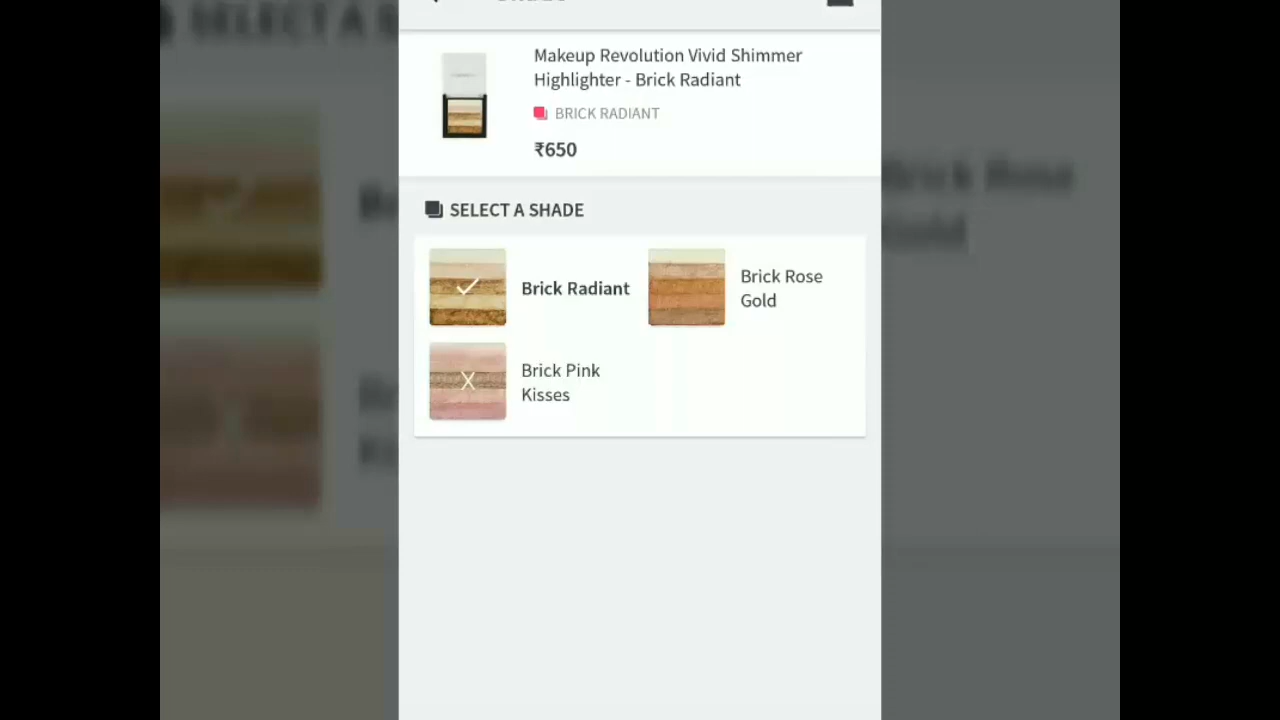 Makeup Revolution Vivid Shimmer
Highlighter - Brick Radiant
BRICK RADIANT
₹650
SELECT A SHADE
Brick Radiant
Brick Rose
Gold
X
Brick Pink
Kisses